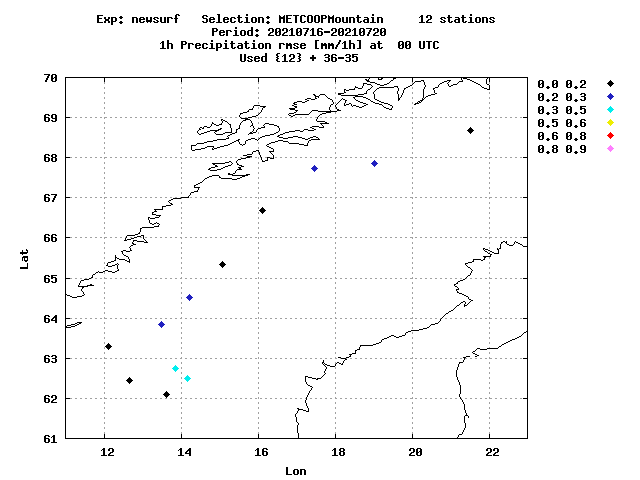 Exp: newsurf   Selection: METCOOPMountain     12 stations
Period: 20210716-20210720
1h Precipitation rmse [mm/1h] at  00 UTC
Used {12} + 36-35
70
69
68
67
66
65
64
63
62
61
Lat
12 14 16 18 20 22
Lon
0.0 0.2
0.2 0.3
0.3 0.5
0.5 0.6
0.6 0.8
0.8 0.9